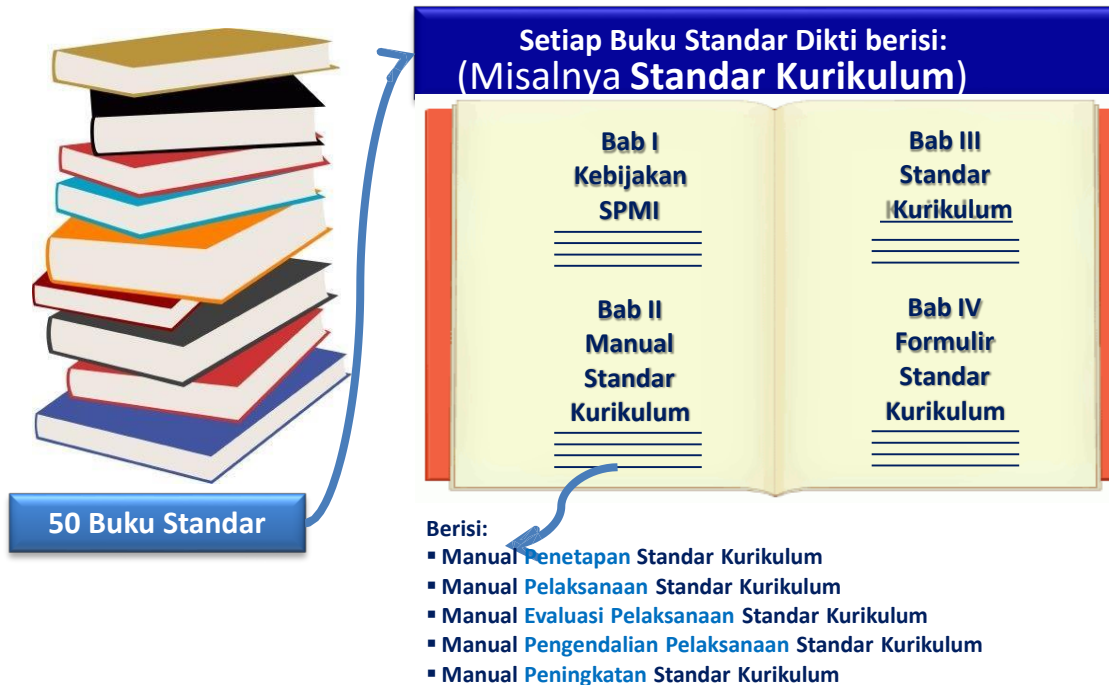 Setiap Buku Standar Dikti berisi:
(Misalnya Standar Kurikulum)
Bab I
Kebijakan
SPMI
Bab II
Manual
Standar
Kurikulum
Bab III
Standar
Kurikulum
Bab IV
Formulir
Standar
Kurikulum
50 Buku Standar
Berisi:
▪ Manual Penetapan Standar Kurikulum
▪ Manual Pelaksanaan Standar Kurikulum
▪ Manual Evaluasi Pelaksanaan Standar Kurikulum
▪ Manual Pengendalian Pelaksanaan Standar Kurikulum
▪ Manual Peningkatan Standar Kurikulum